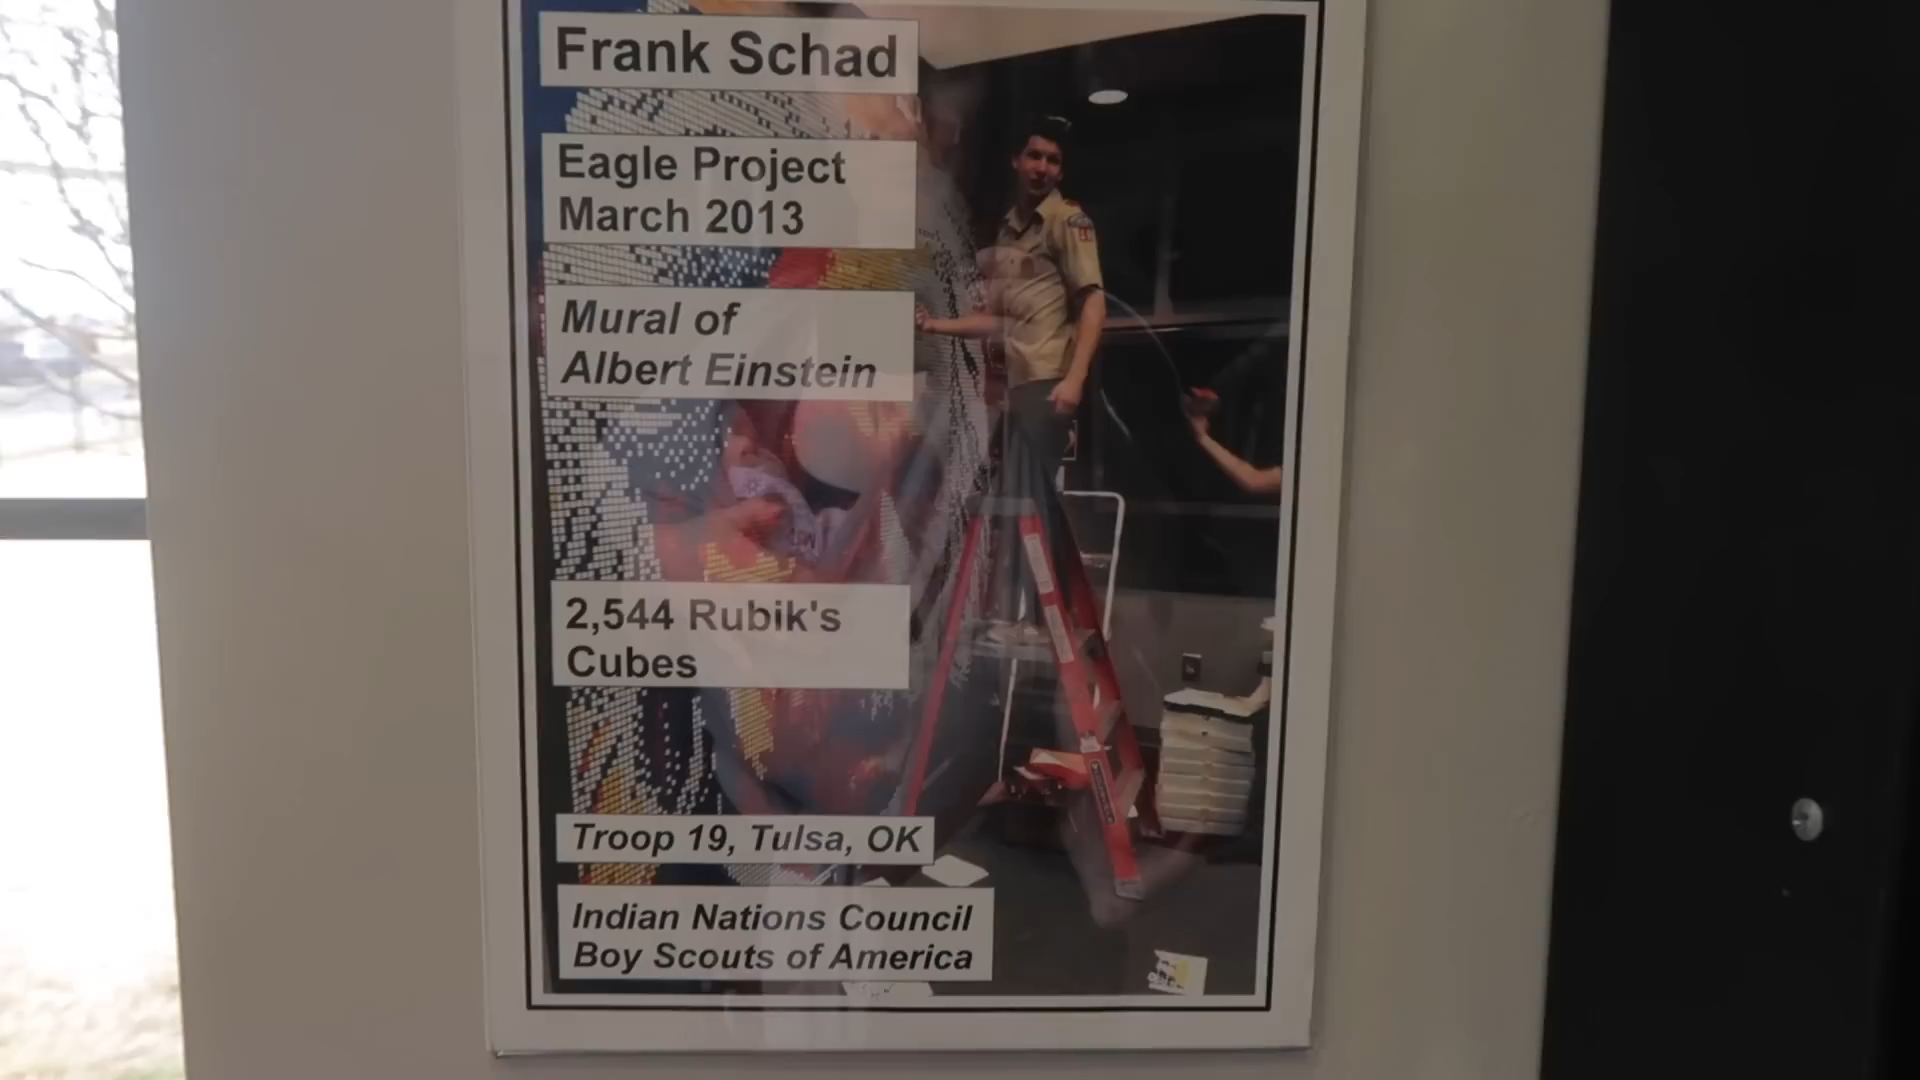 Frank Schad
Eagle Project
March 2013
Mural of
Albert Einstein
2,544 Rubik's
Cubes
Troop 19, Tulsa, OK
Indian Nations Council
Boy Scouts of America